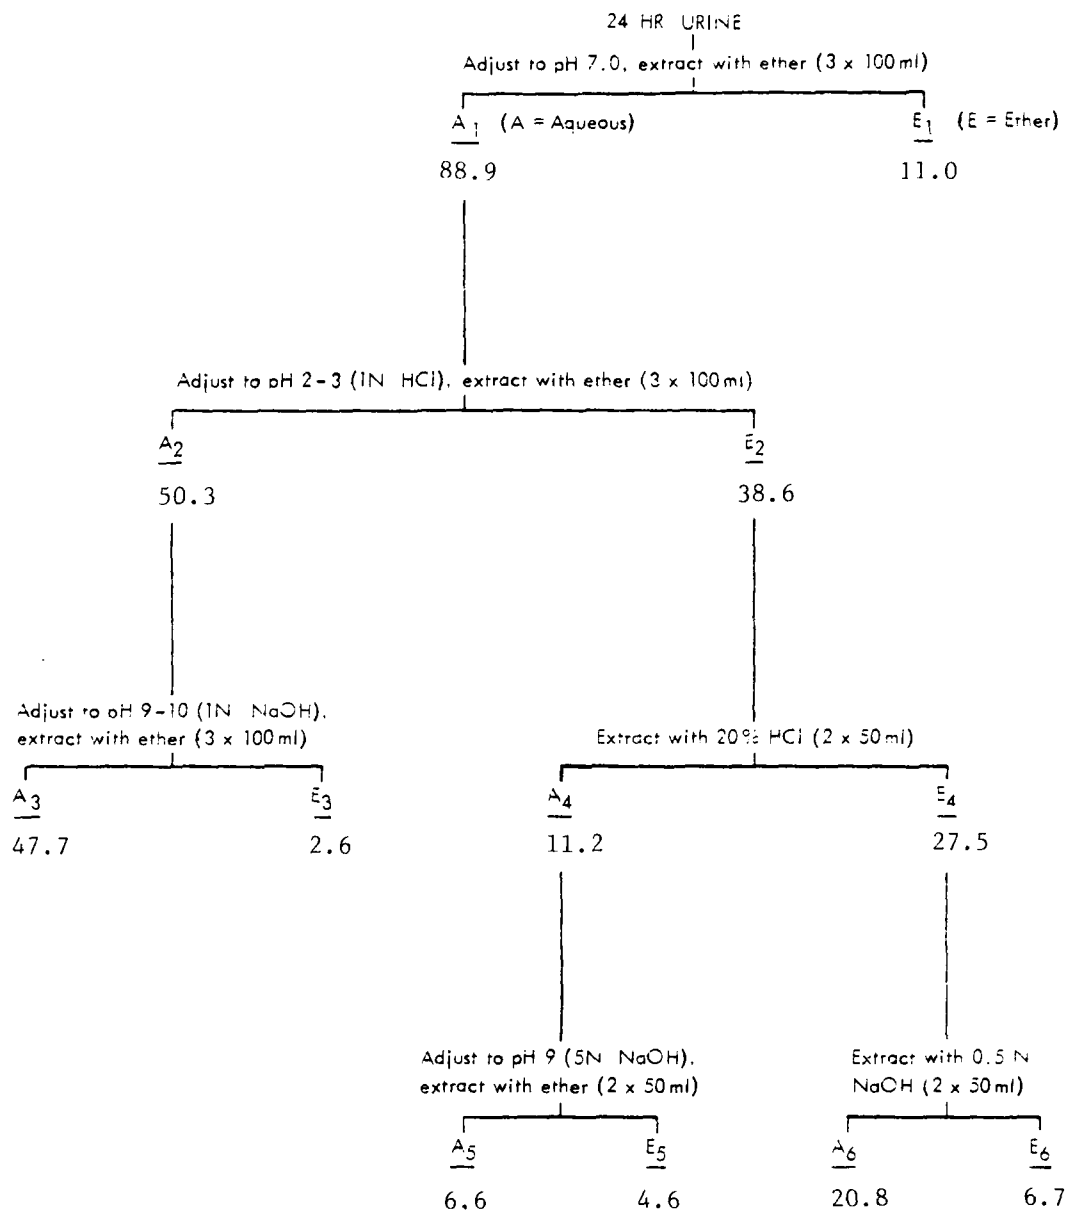 24 HR URINE
Adjust to pH 7.0, extract with ether (3 x 100 ml)
A1 (A = Aqueous)
E1 (E = Ether)
88.9
11.0
Adjust to pH 2-3 (1N HCl), extract with ether (3 x 100 ml)
A2
E2
50.3
38.6
Adjust to pH 9-10 (1N NaOH),
extract with ether (3 x 100 ml)
Extract with 20% HCl (2 x 50 ml)
A3
E3
A4
E4
47.7
2.6
11.2
27.5
Adjust to pH 9 (5N NaOH),
extract with ether (2 x 50 ml)
Extract with 0.5 N
NaOH (2 x 50 ml)
A5
E5
A6
E6
6.6
4.6
20.8
6.7